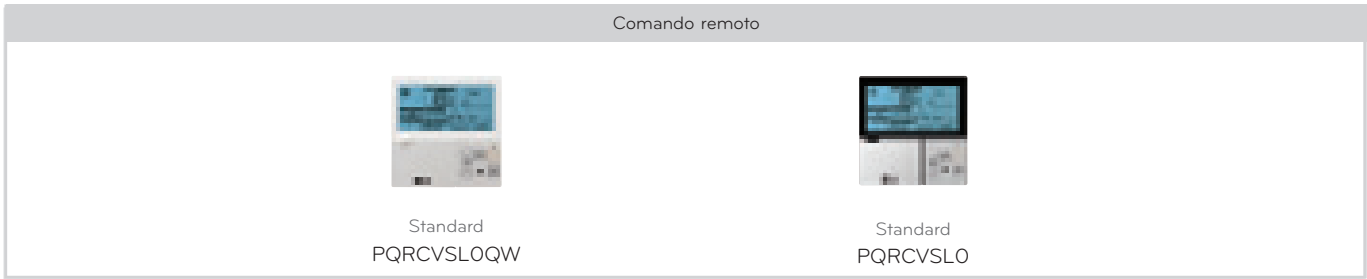 Comando remoto
Standard
PQRCVSL0QW
Standard
PQRCVSL0